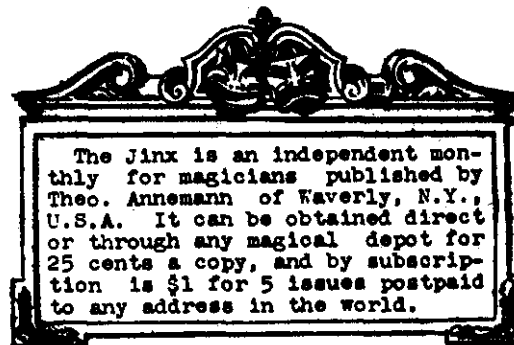 The Jinx is an independent mon-
thly for magicians published by
Theo. Annemann of Waverly, N.Y.,
U.S.A. It can be obtained direct
or through any magical depot for
25 cents a copy, and by subscrip-
tion is $1 for 5 issues postpaid
to any address in the world.